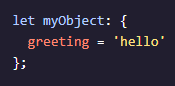 let myObject: {
  greeting = 'hello'
};